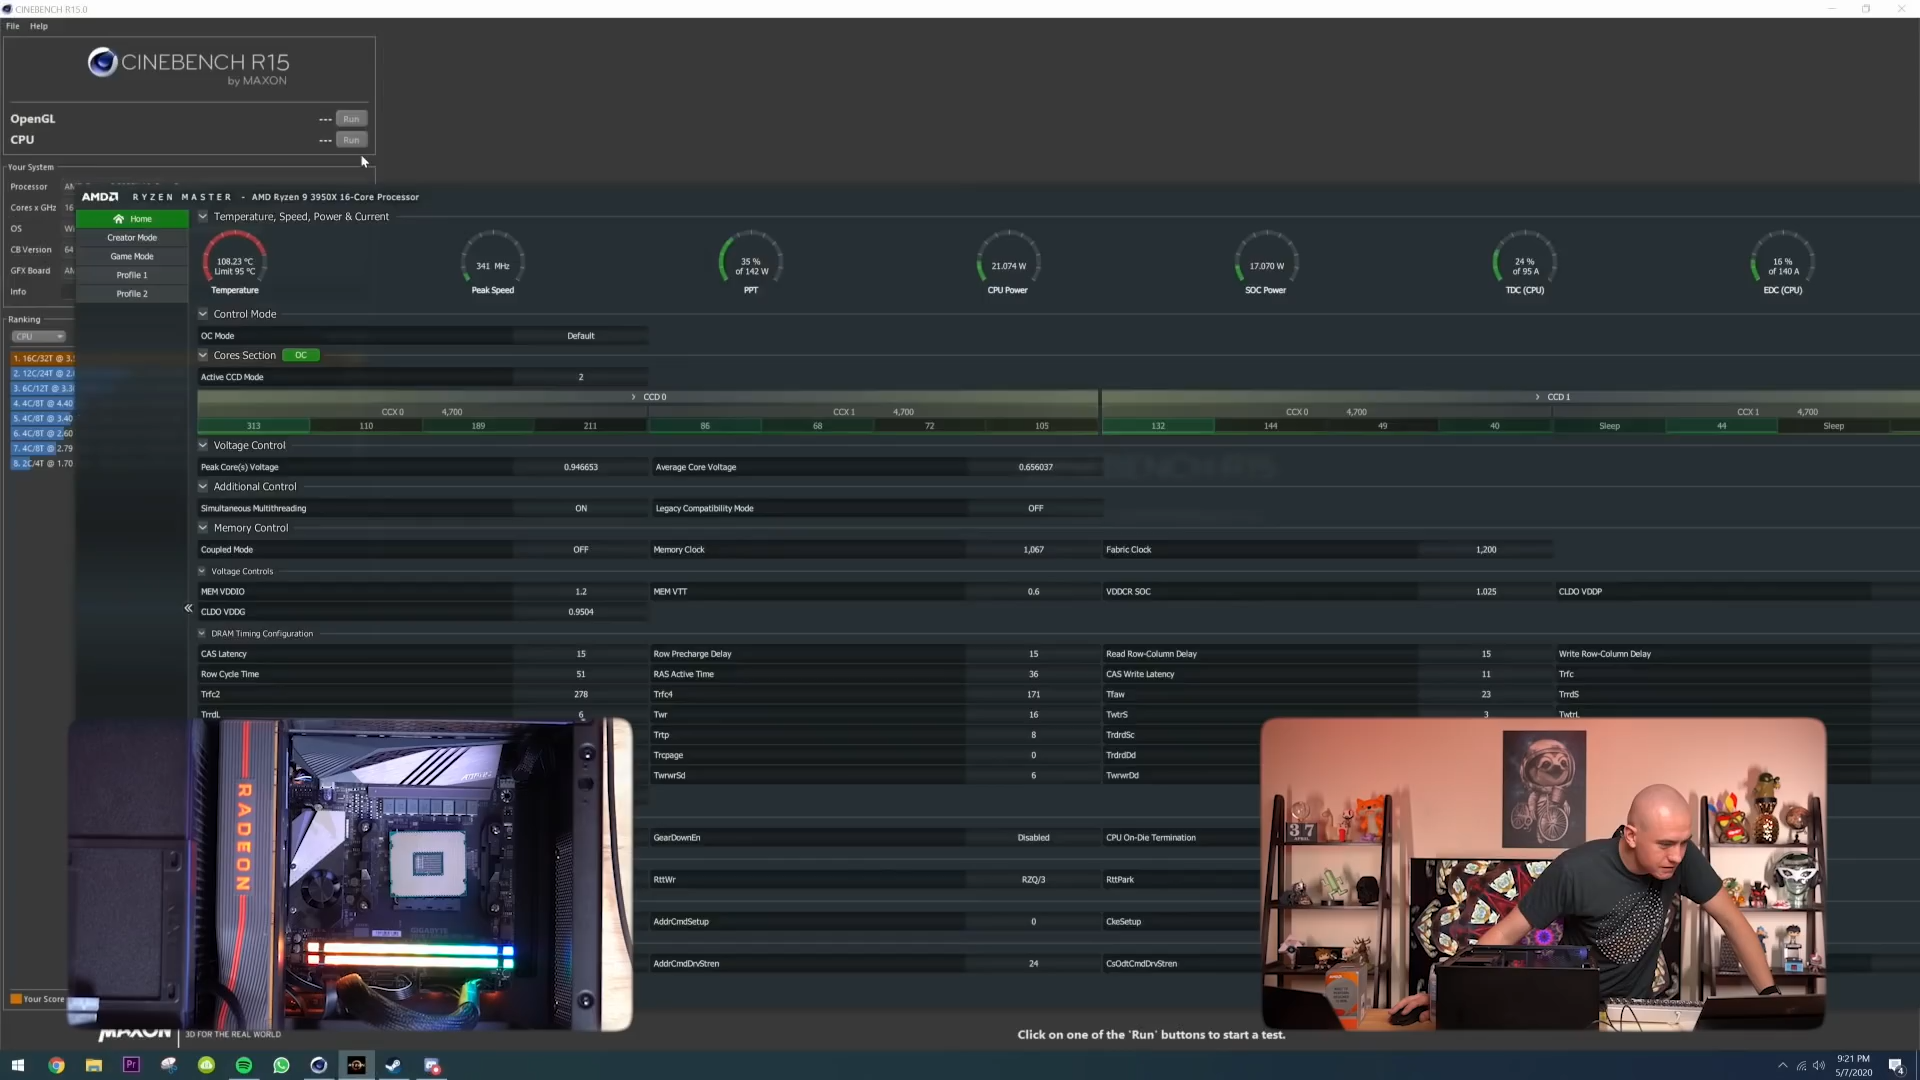 CINEBENCH R15.0
File Help
CINEBENCH R15
by MAXON
OpenGL --- Run
CPU --- Run
Your System
Processor
Cores x GHz 16
OS
CB Version 64
GFX Board
Info
Ranking
CPU
1. 16C/32T @ 3.
2. 12C/24T @ 2.
3. 6C/12T @ 3.3
4. 4C/8T @ 4.40
5. 4C/8T @ 3.40
6. 4C/8T @ 2.60
7. 4C/8T @ 2.79
8. 2C/4T @ 1.70
Your Score
MAXON 3D FOR THE REAL WORLD
Click on one of the 'Run' buttons to start a test.
AMD RYZEN MASTER - AMD Ryzen 9 3950X 16-Core Processor
Home
Creator Mode
Game Mode
Profile 1
Profile 2
Temperature, Speed, Power & Current
108.23 °C
Limit 95 °C
Temperature
341 MHz
Peak Speed
35 %
of 142 W
PPT
21.074 W
CPU Power
17.070 W
SOC Power
24 %
of 95 A
TDC (CPU)
16 %
of 140 A
EDC (CPU)
Control Mode
OC Mode Default
Cores Section OC
Active CCD Mode 2
CCD 0 CCD 1
CCX 0 4,700 CCX 1 4,700 CCX 0 4,700 CCX 1 4,700
313 110 189 211 86 68 72 105 132 144 49 40 Sleep 44 Sleep
Voltage Control
Peak Core(s) Voltage 0.946653 Average Core Voltage 0.656037
Additional Control
Simultaneous Multithreading ON Legacy Compatibility Mode OFF
Memory Control
Coupled Mode OFF Memory Clock 1,067 Fabric Clock 1,200
Voltage Controls
MEM VDDIO 1.2 MEM VTT 0.6 VDDCR SOC 1.025 CLDO VDDP
CLDO VDDG 0.9504
DRAM Timing Configuration
CAS Latency 15 Row Precharge Delay 15 Read Row-Column Delay 15 Write Row-Column Delay
Row Cycle Time 51 RAS Active Time 36 CAS Write Latency 11 Trfc
Trfc2 278 Trfc4 171 Tfaw 23 TrrdS
TrrdL 6 Twr 16 TwtrS 3 TwtrL
Trtp 8 TrdrdSc
Trcpage 0 TrdrdDd
TwrwrSd 6 TwrwrDd
GearDownEn Disabled CPU On-Die Termination
RttWr RZQ/3 RttPark
AddrCmdSetup 0 CkeSetup
AddrCmdDrvStren 24 CsOdtCmdDrvStren
RADEON
GIGABYTE
37
9:21 PM
5/7/2020